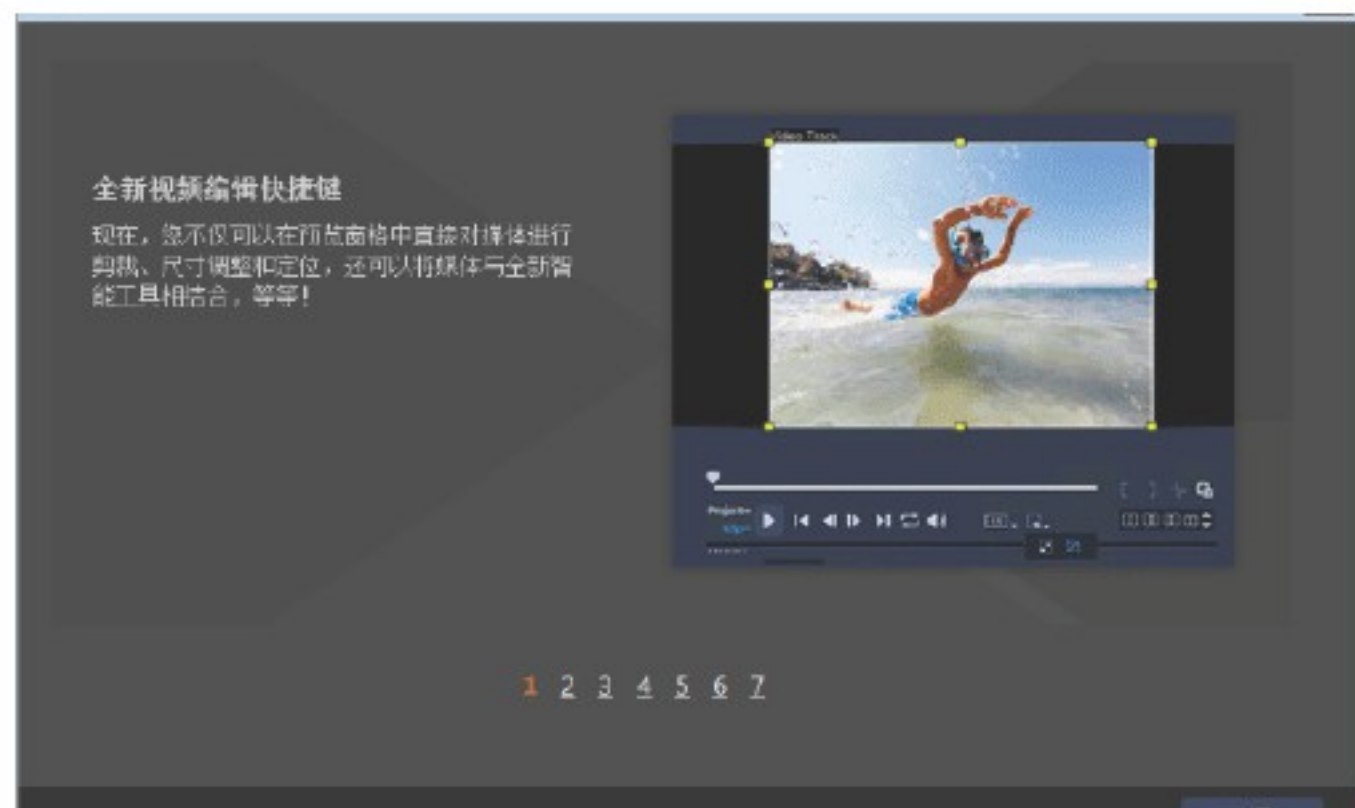 全新视频编辑快捷键
现在，您不仅可以在预览窗格中直接对媒体进行
剪裁、尺寸调整和定位，还可以将媒体与全新智
能工具相结合，等等！
Video Track
Project
1 2 3 4 5 6 7